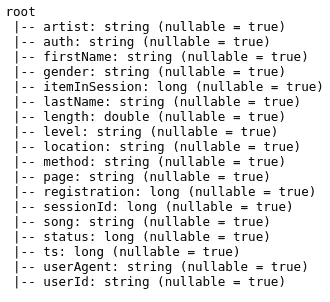 root
 |-- artist: string (nullable = true)
 |-- auth: string (nullable = true)
 |-- firstName: string (nullable = true)
 |-- gender: string (nullable = true)
 |-- itemInSession: long (nullable = true)
 |-- lastName: string (nullable = true)
 |-- length: double (nullable = true)
 |-- level: string (nullable = true)
 |-- location: string (nullable = true)
 |-- method: string (nullable = true)
 |-- page: string (nullable = true)
 |-- registration: long (nullable = true)
 |-- sessionId: long (nullable = true)
 |-- song: string (nullable = true)
 |-- status: long (nullable = true)
 |-- ts: long (nullable = true)
 |-- userAgent: string (nullable = true)
 |-- userId: string (nullable = true)